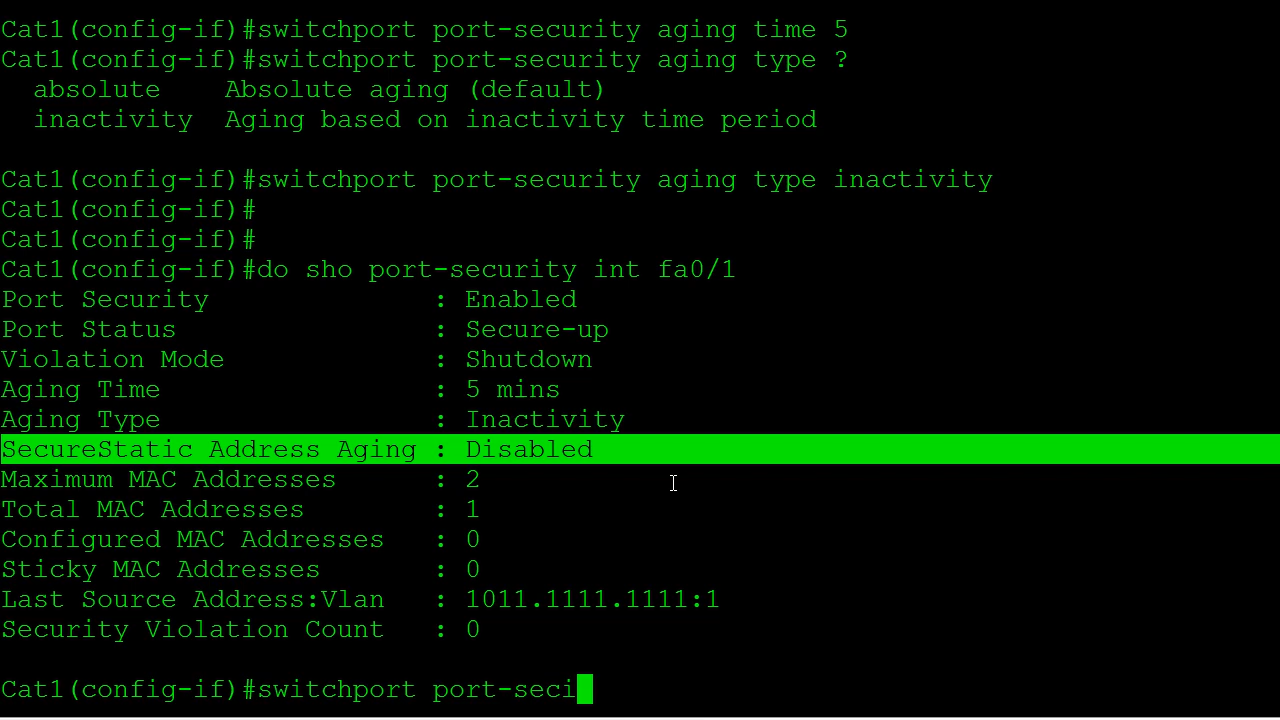 Cat1(config-if)#switchport port-security aging time 5
Cat1(config-if)#switchport port-security aging type ?
  absolute    Absolute aging (default)
  inactivity  Aging based on inactivity time period
Cat1(config-if)#switchport port-security aging type inactivity
Cat1(config-if)#
Cat1(config-if)#
Cat1(config-if)#do sho port-security int fa0/1
Port Security              : Enabled
Port Status                : Secure-up
Violation Mode             : Shutdown
Aging Time                 : 5 mins
Aging Type                 : Inactivity
SecureStatic Address Aging : Disabled
Maximum MAC Addresses      : 2
Total MAC Addresses        : 1
Configured MAC Addresses   : 0
Sticky MAC Addresses       : 0
Last Source Address:Vlan   : 1011.1111.1111:1
Security Violation Count   : 0
Cat1(config-if)#switchport port-seci